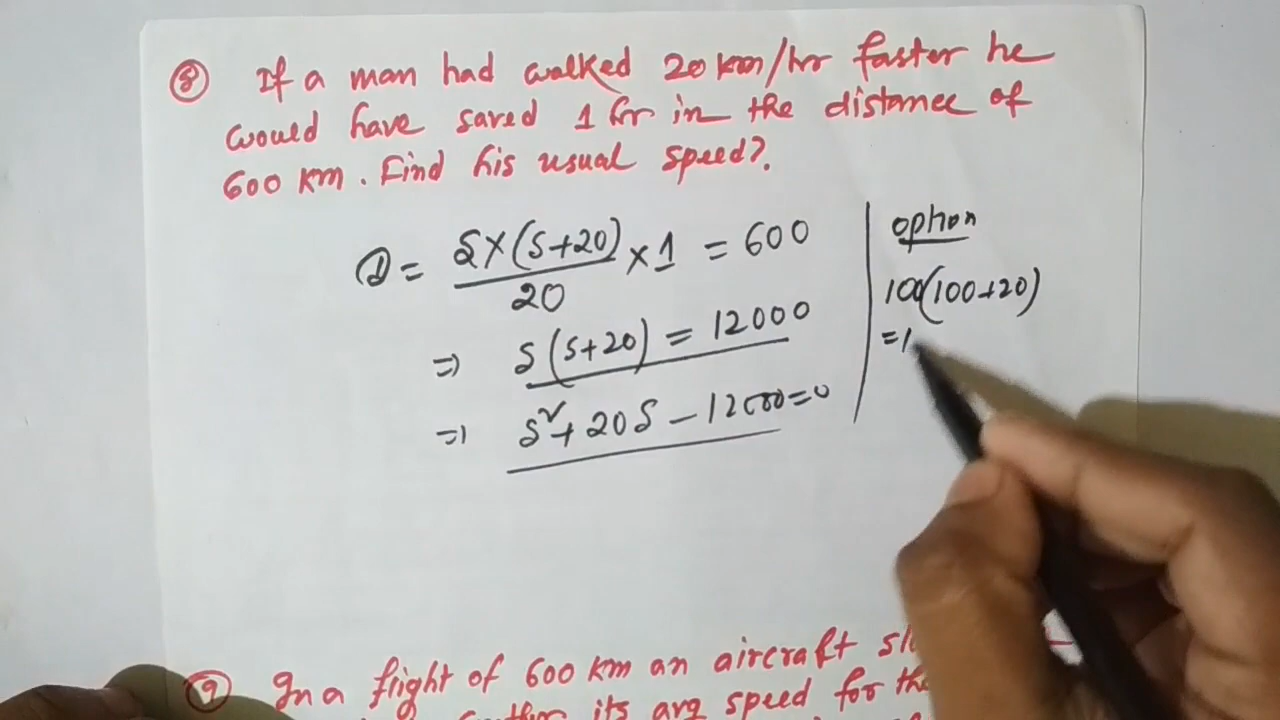 ⑧ If a man had walked 20 km/hr faster he
would have saved 1 hr in the distance of
600 km. Find his usual speed?.
D = S×(S+20)/20 × 1 = 600
⇒ S(S+20) = 12000
⇒ S²+20S-12000=0
option
100(100+20)
=1
⑨ In a flight of 600 km an aircraft
its avg speed for the